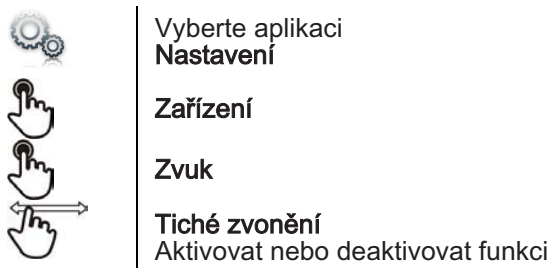 Vyberte aplikaci
Nastavení
Zařízení
Zvuk
Tiché zvonění
Aktivovat nebo deaktivovat funkci